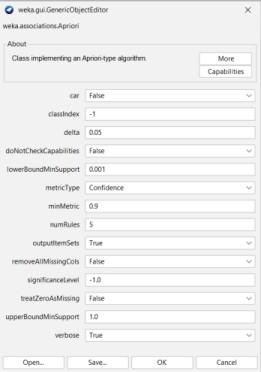 weka.gui.GenericObjectEditor
weka.associations.Apriori
About
Class implementing an Apriori-type algorithm.
More
Capabilities
car False
classIndex -1
delta 0.05
doNotCheckCapabilities False
lowerBoundMinSupport 0.001
metricType Confidence
minMetric 0.9
numRules 5
outputItemSets True
removeAllMissingCols False
significanceLevel -1.0
treatZeroAsMissing False
upperBoundMinSupport 1.0
verbose True
Open... Save... OK Cancel